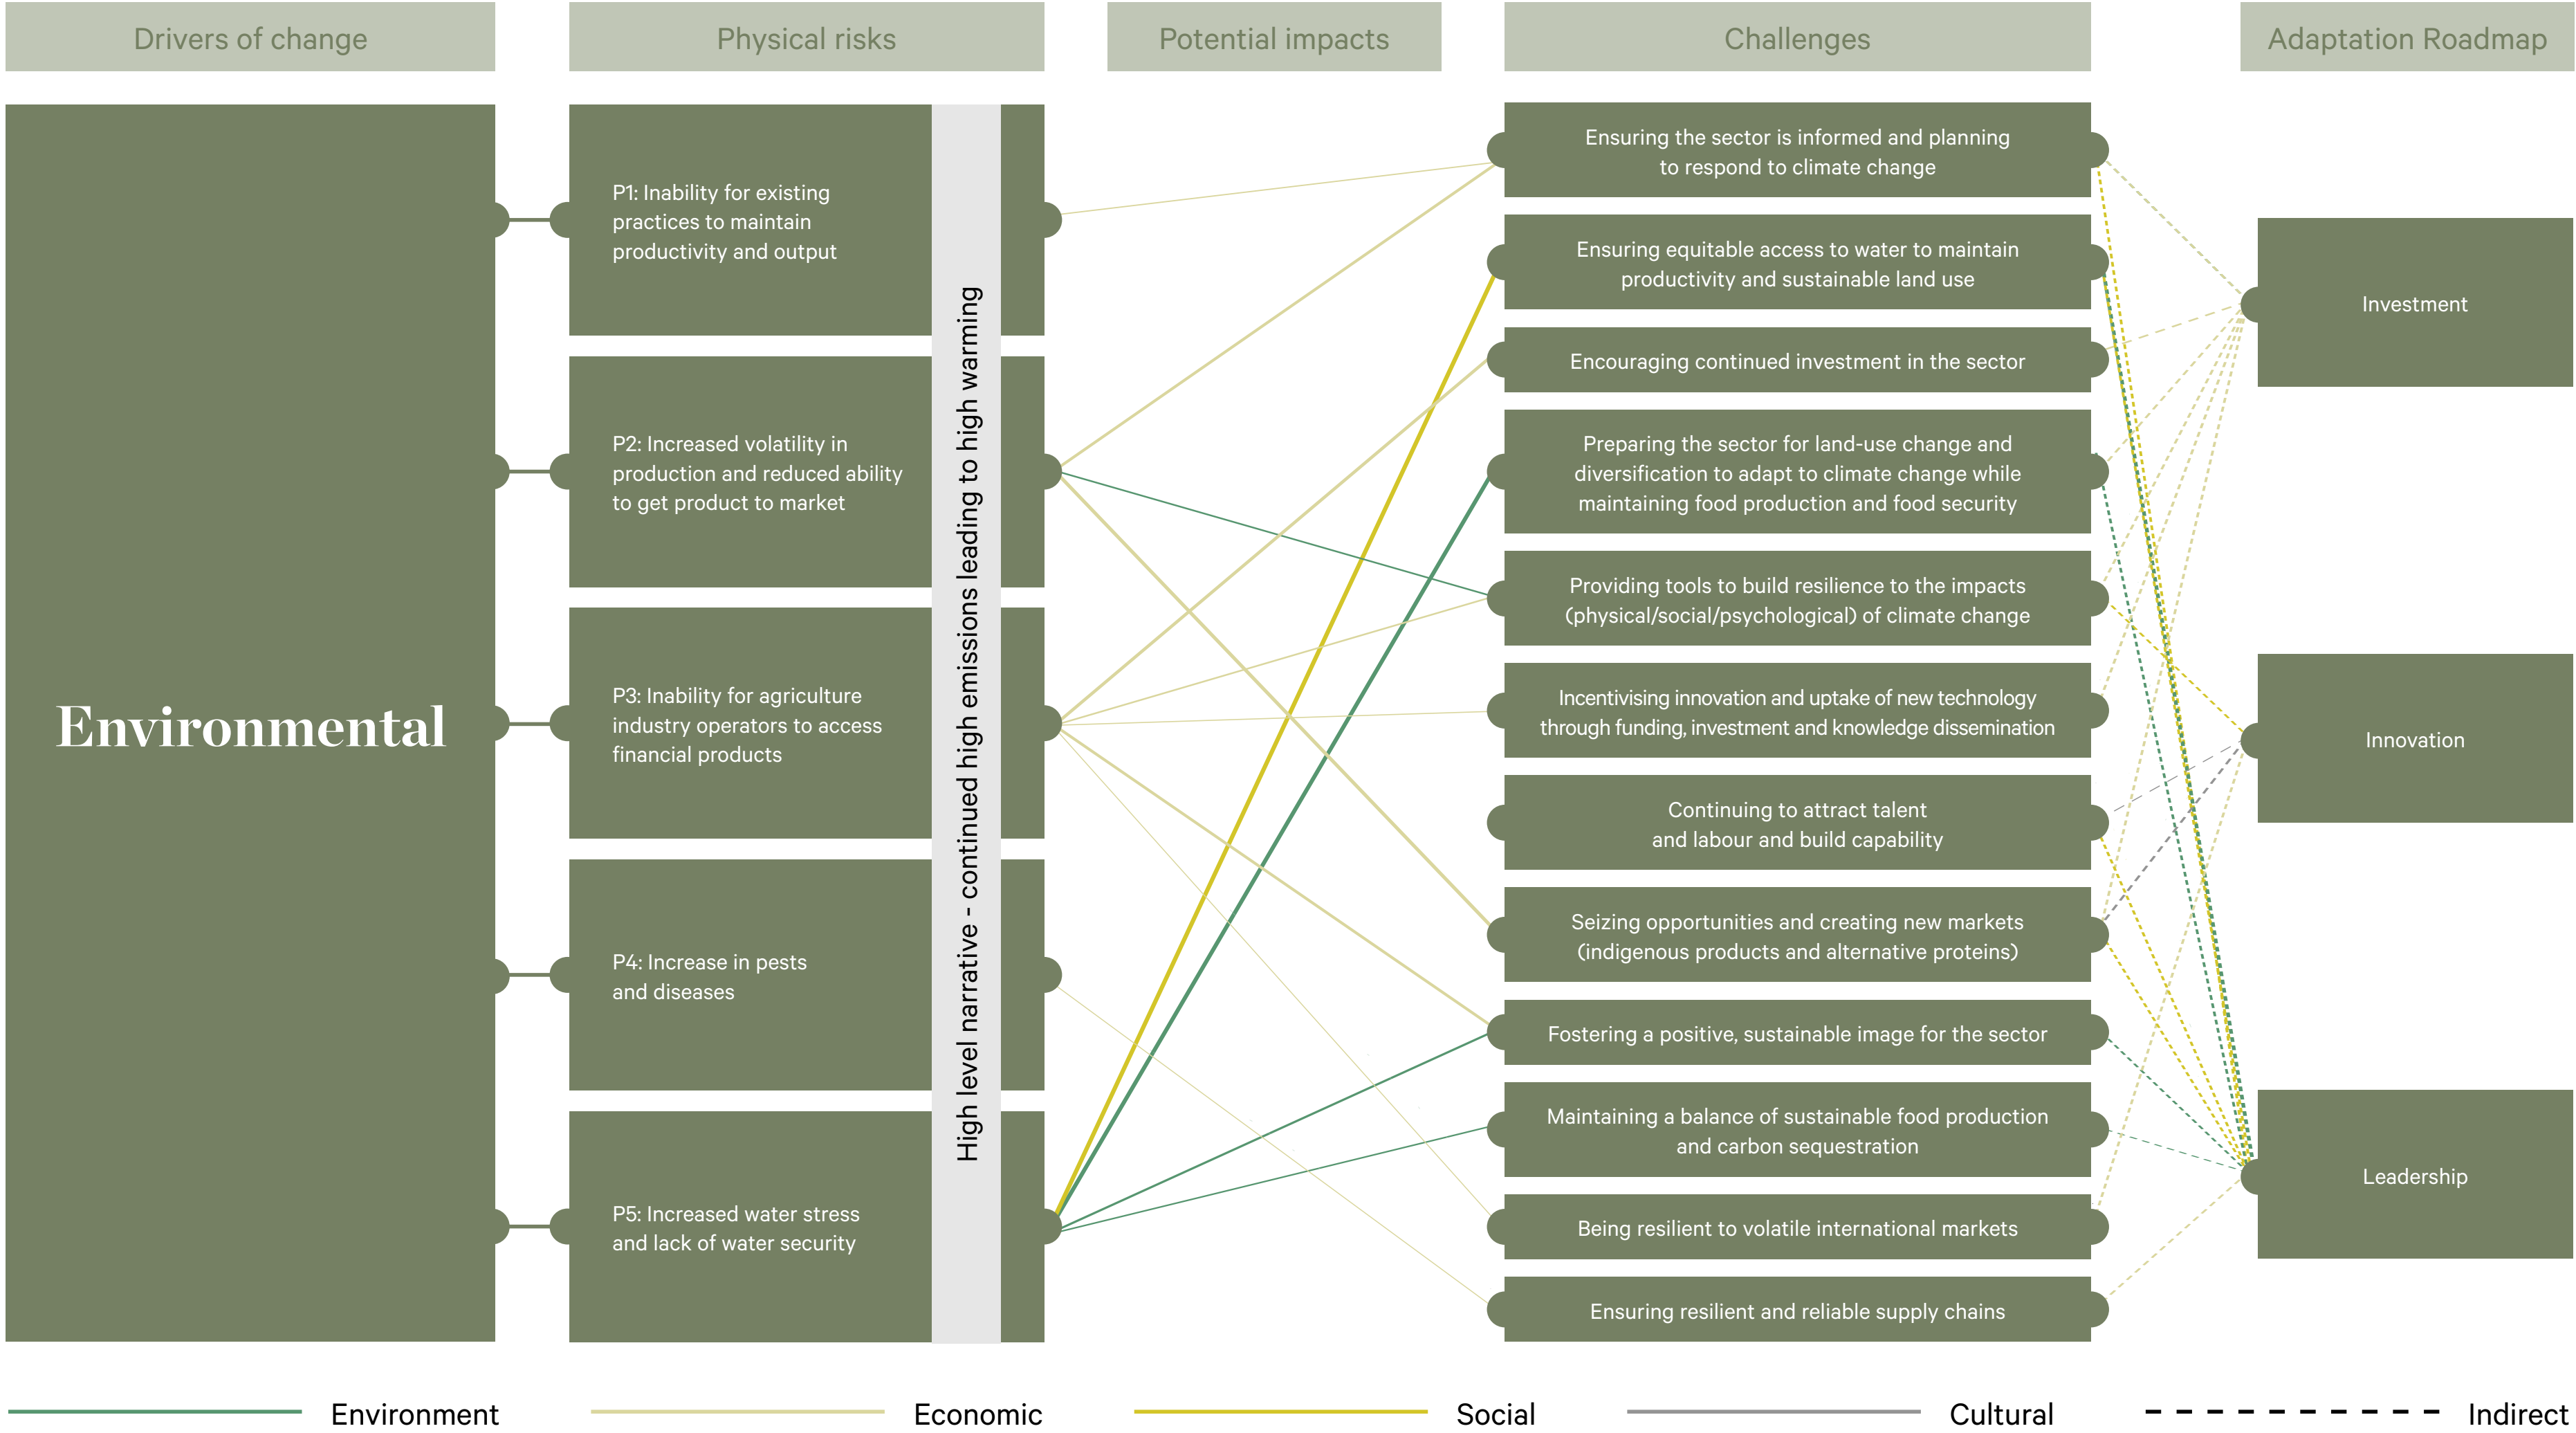 Drivers of change
Physical risks
Potential impacts
Challenges
Adaptation Roadmap
Environmental
P1: Inability for existing
practices to maintain
productivity and output
P2: Increased volatility in
production and reduced ability
to get product to market
P3: Inability for agriculture
industry operators to access
financial products
P4: Increase in pests
and diseases
P5: Increased water stress
and lack of water security
High level narrative - continued high emissions leading to high warming
Ensuring the sector is informed and planning
to respond to climate change
Ensuring equitable access to water to maintain
productivity and sustainable land use
Encouraging continued investment in the sector
Preparing the sector for land-use change and
diversification to adapt to climate change while
maintaining food production and food security
Providing tools to build resilience to the impacts
(physical/social/psychological) of climate change
Incentivising innovation and uptake of new technology
through funding, investment and knowledge dissemination
Continuing to attract talent
and labour and build capability
Seizing opportunities and creating new markets
(indigenous products and alternative proteins)
Fostering a positive, sustainable image for the sector
Maintaining a balance of sustainable food production
and carbon sequestration
Being resilient to volatile international markets
Ensuring resilient and reliable supply chains
Investment
Innovation
Leadership
Environment
Economic
Social
Cultural
Indirect